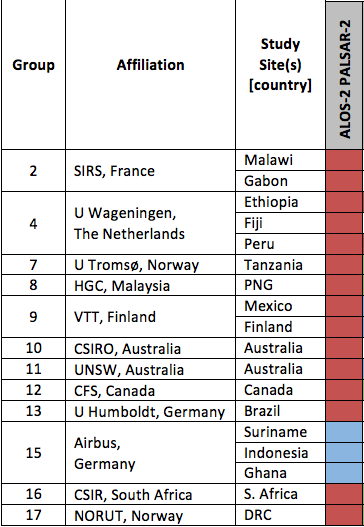 Group Affiliation Study Site(s) [country] ALOS-2 PALSAR-2
2 SIRS, France Malawi
Gabon
4 U Wageningen, The Netherlands Ethiopia
Fiji
Peru
7 U Tromsø, Norway Tanzania
8 HGC, Malaysia PNG
9 VTT, Finland Mexico
Finland
10 CSIRO, Australia Australia
11 UNSW, Australia Australia
12 CFS, Canada Canada
13 U Humboldt, Germany Brazil
15 Airbus, Germany Suriname
Indonesia
Ghana
16 CSIR, South Africa S. Africa
17 NORUT, Norway DRC